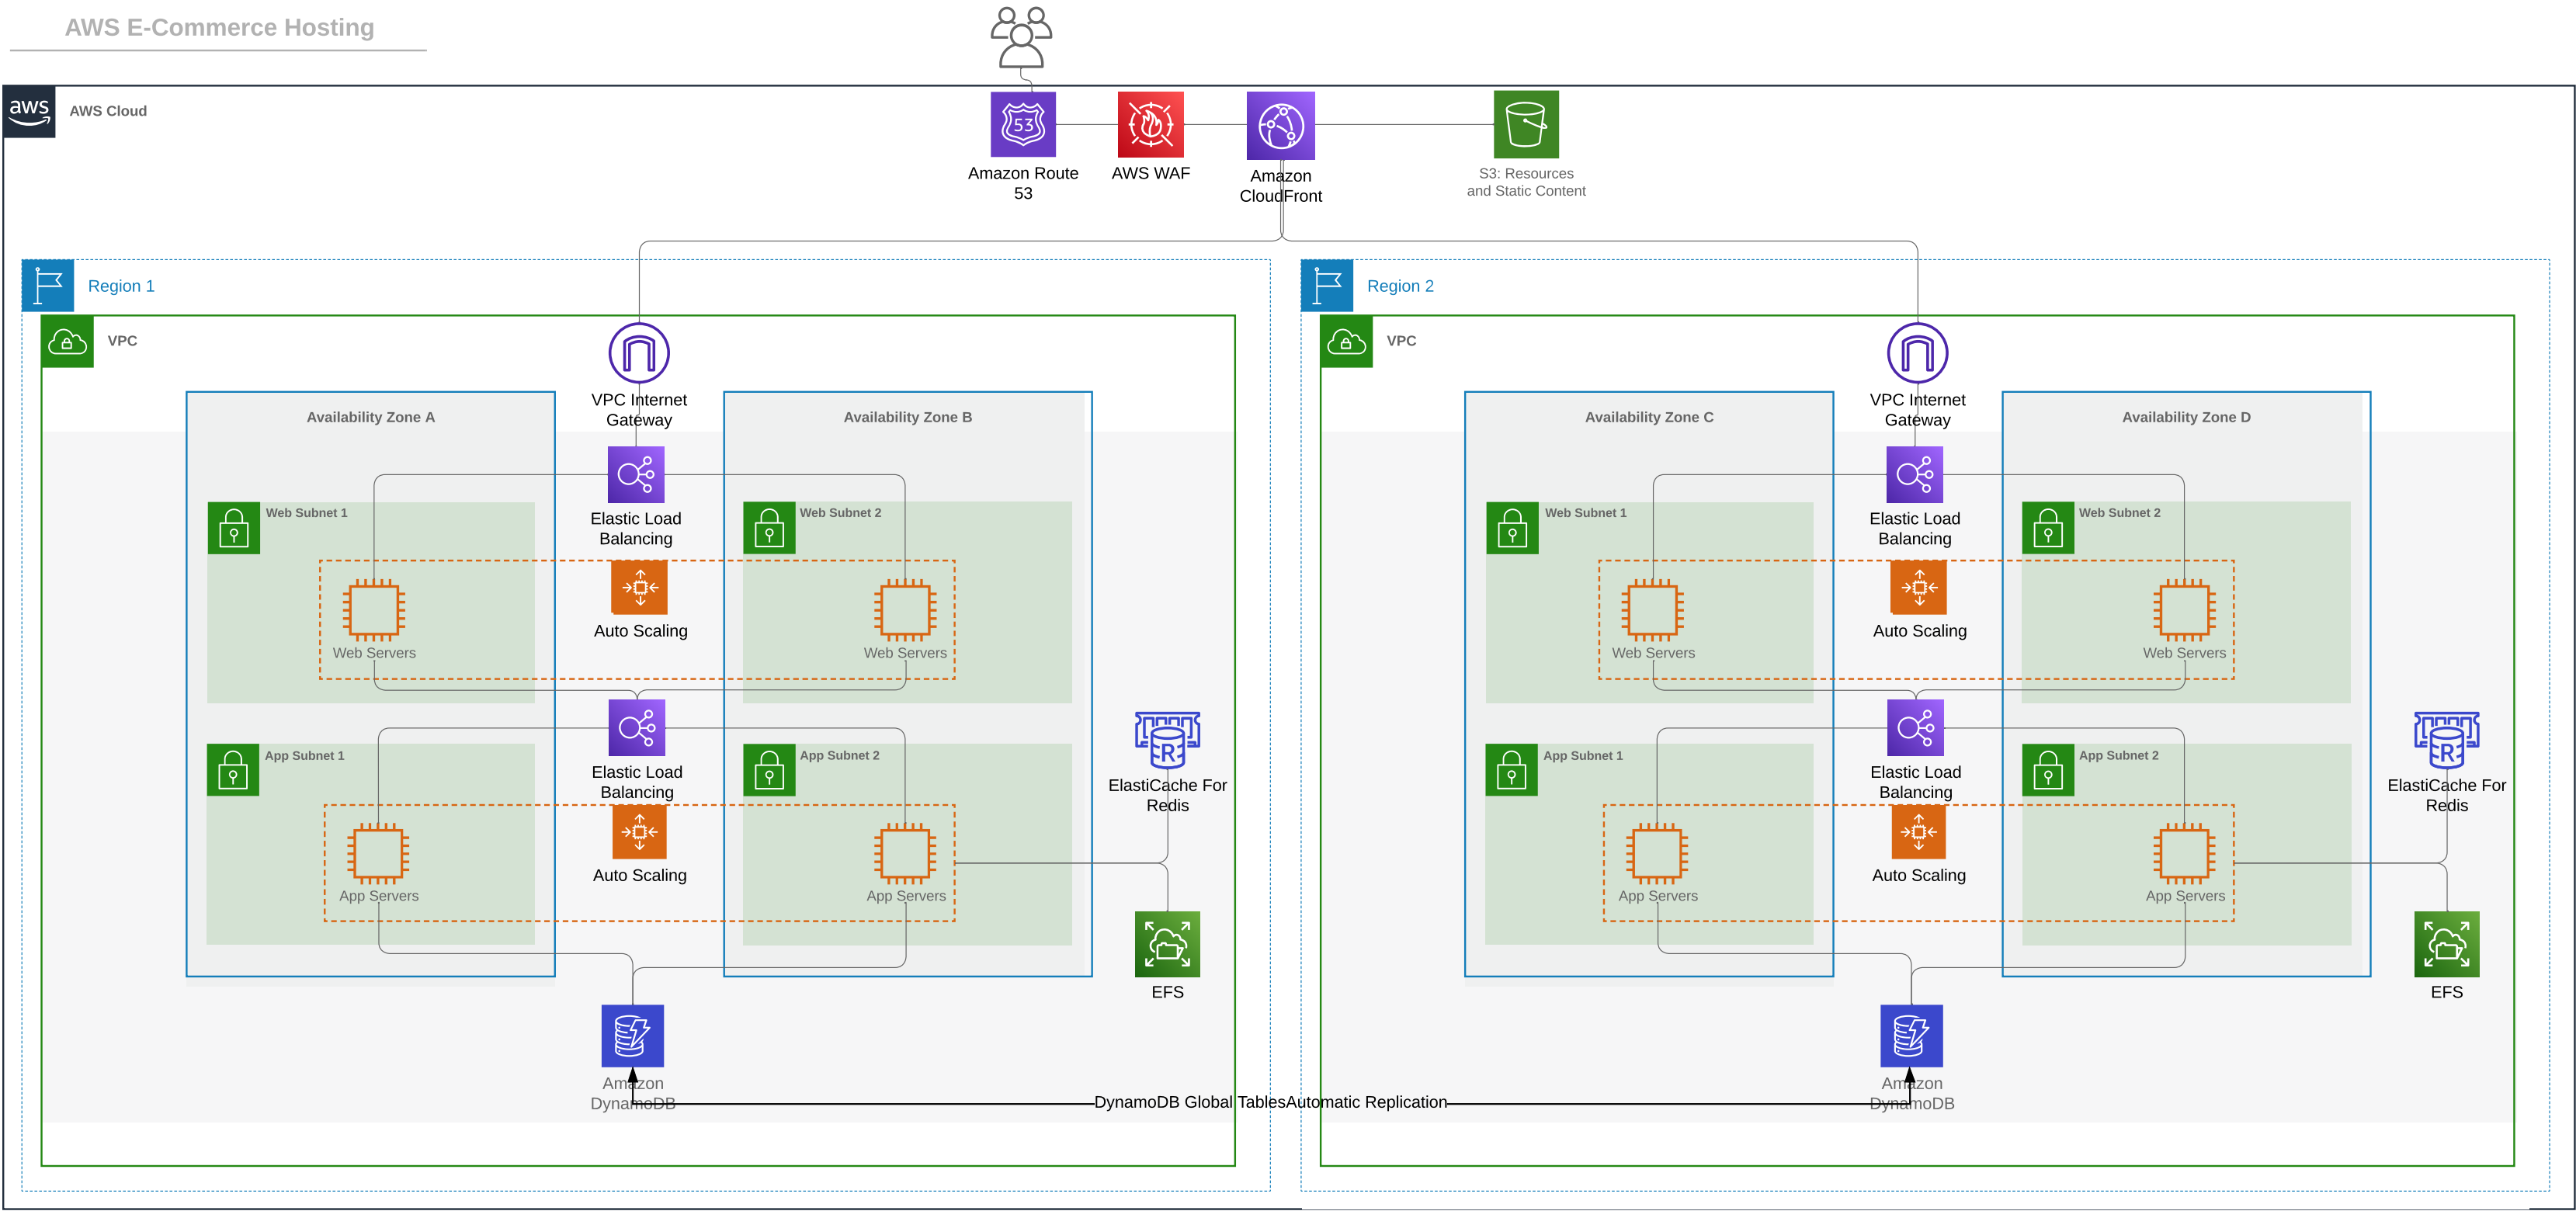 AWS E-Commerce Hosting
aws
AWS Cloud
53
Amazon Route
53
AWS WAF
Amazon
CloudFront
S3: Resources
and Static Content
Region 1
VPC
VPC Internet
Gateway
Availability Zone A
Availability Zone B
Elastic Load
Balancing
Web Subnet 1
Web Subnet 2
Auto Scaling
Web Servers
Web Servers
Elastic Load
Balancing
App Subnet 1
App Subnet 2
R
ElastiCache For
Redis
Auto Scaling
App Servers
App Servers
EFS
Amazon
DynamoDB
DynamoDB Global TablesAutomatic Replication
Region 2
VPC
VPC Internet
Gateway
Availability Zone C
Availability Zone D
Elastic Load
Balancing
Web Subnet 1
Web Subnet 2
Auto Scaling
Web Servers
Web Servers
Elastic Load
Balancing
App Subnet 1
App Subnet 2
R
ElastiCache For
Redis
Auto Scaling
App Servers
App Servers
EFS
Amazon
DynamoDB